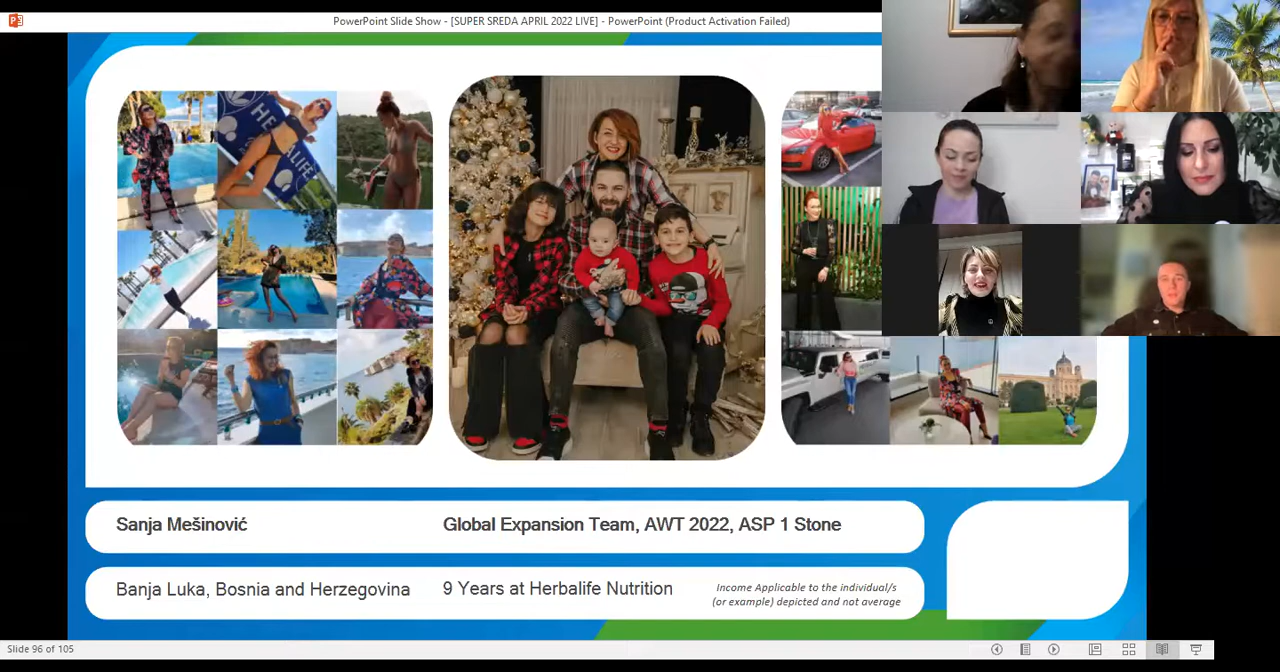 PowerPoint Slide Show - [SUPER SREDA APRIL 2022 LIVE] - PowerPoint (Product Activation Failed)
HERBALIFE
Sanja Mešinović
Global Expansion Team, AWT 2022, ASP 1 Stone
Banja Luka, Bosnia and Herzegovina
9 Years at Herbalife Nutrition
Income Applicable to the individual/s
(or example) depicted and not average
Slide 96 of 105